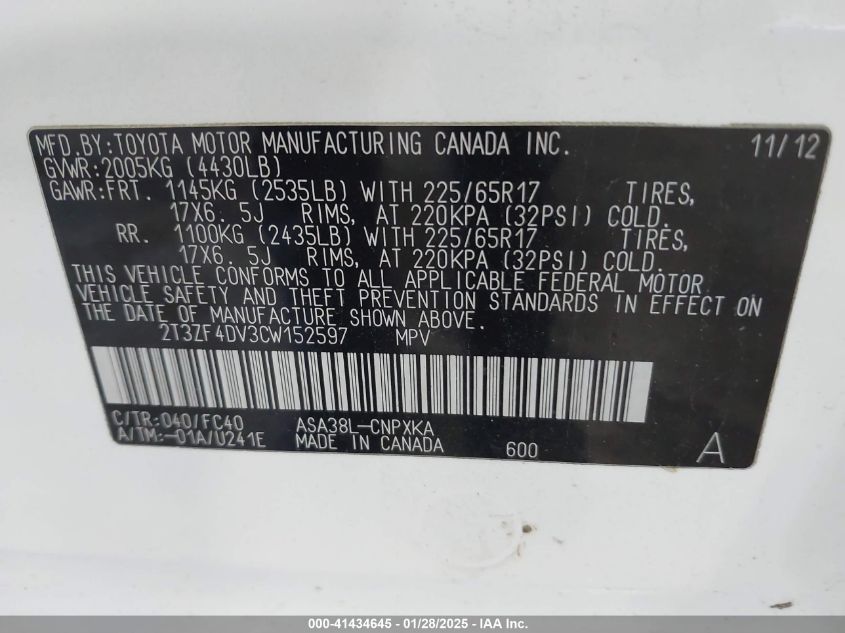 MFD.BY:TOYOTA MOTOR MANUFACTURING CANADA INC. 11/12
GVWR:2005KG (4430LB)
GAWR:FRT. 1145KG (2535LB) WITH 225/65R17 TIRES,
17X6. 5J RIMS, AT 220KPA (32PSI) COLD.
RR. 1100KG (2435LB) WITH 225/65R17 TIRES,
17X6. 5J RIMS, AT 220KPA (32PSI) COLD.
THIS VEHICLE CONFORMS TO ALL APPLICABLE FEDERAL MOTOR
VEHICLE SAFETY AND THEFT PREVENTION STANDARDS IN EFFECT ON
THE DATE OF MANUFACTURE SHOWN ABOVE.
2T3ZF4DV3CW152597 MPV
C/TR:040/FC40 ASA38L-CNPXKA
A/TM:-01A/U241E MADE IN CANADA 600 A
000-41434645 - 01/28/2025 - IAA Inc.